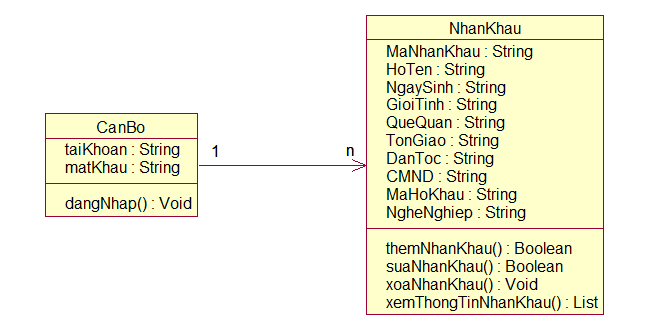 CanBo
taiKhoan : String
matKhau : String
dangNhap() : Void
1
n
NhanKhau
MaNhanKhau : String
HoTen : String
NgaySinh : String
GioiTinh : String
QueQuan : String
TonGiao : String
DanToc : String
CMND : String
MaHoKhau : String
NgheNghiep : String
themNhanKhau() : Boolean
suaNhanKhau() : Boolean
xoaNhanKhau() : Void
xemThongTinNhanKhau() : List